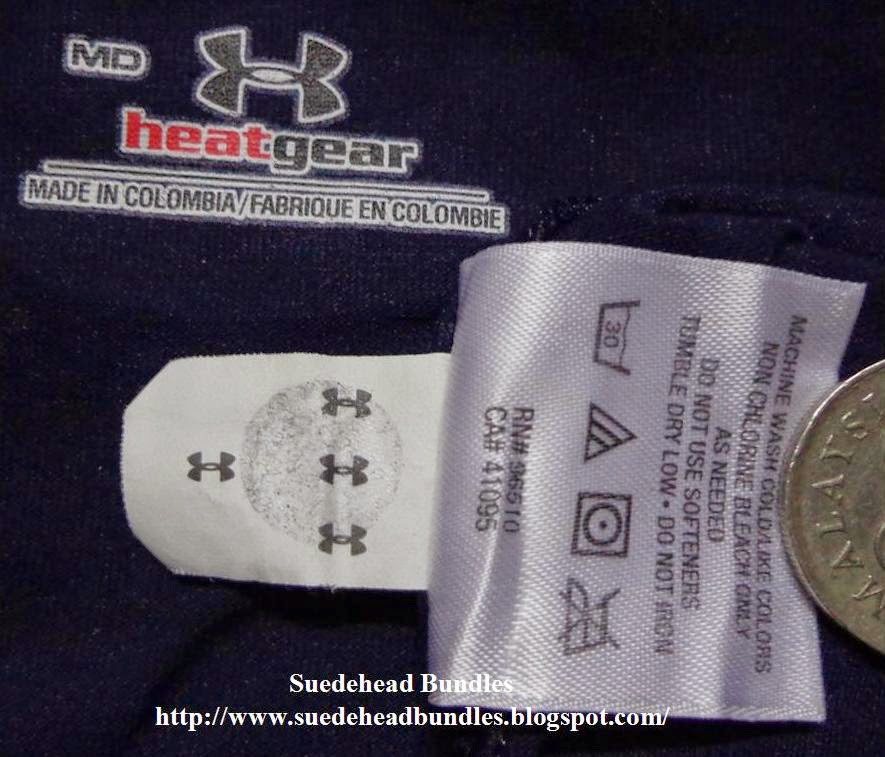 MD
heatgear
MADE IN COLOMBIA/FABRIQUE EN COLOMBIE
MACHINE WASH COLD/LIKE COLORS
NON CHLORINE BLEACH ONLY
AS NEEDED
DO NOT USE SOFTENERS
TUMBLE DRY LOW • DO NOT IRON
30
RN# 96510
CA# 41095
MALAYS
Suedehead Bundles
http://www.suedeheadbundles.blogspot.com/